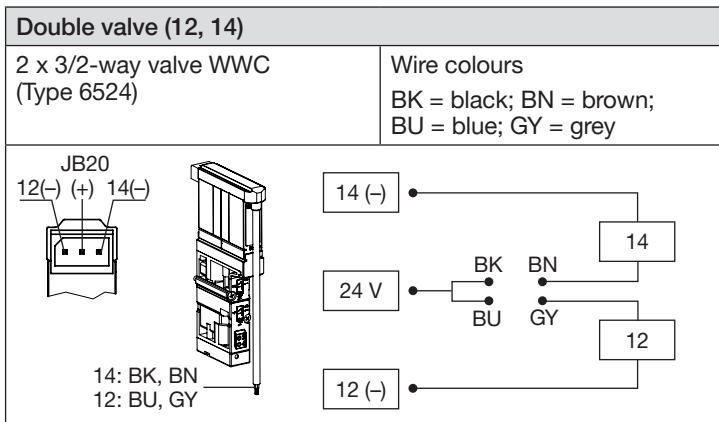 Double valve (12, 14)
2 x 3/2-way valve WWC
(Type 6524)
Wire colours
BK = black; BN = brown;
BU = blue; GY = grey
JB20
12(–) (+) 14(–)
14: BK, BN
12: BU, GY
14 (–)
14
BK BN
24 V
BU GY
12
12 (–)